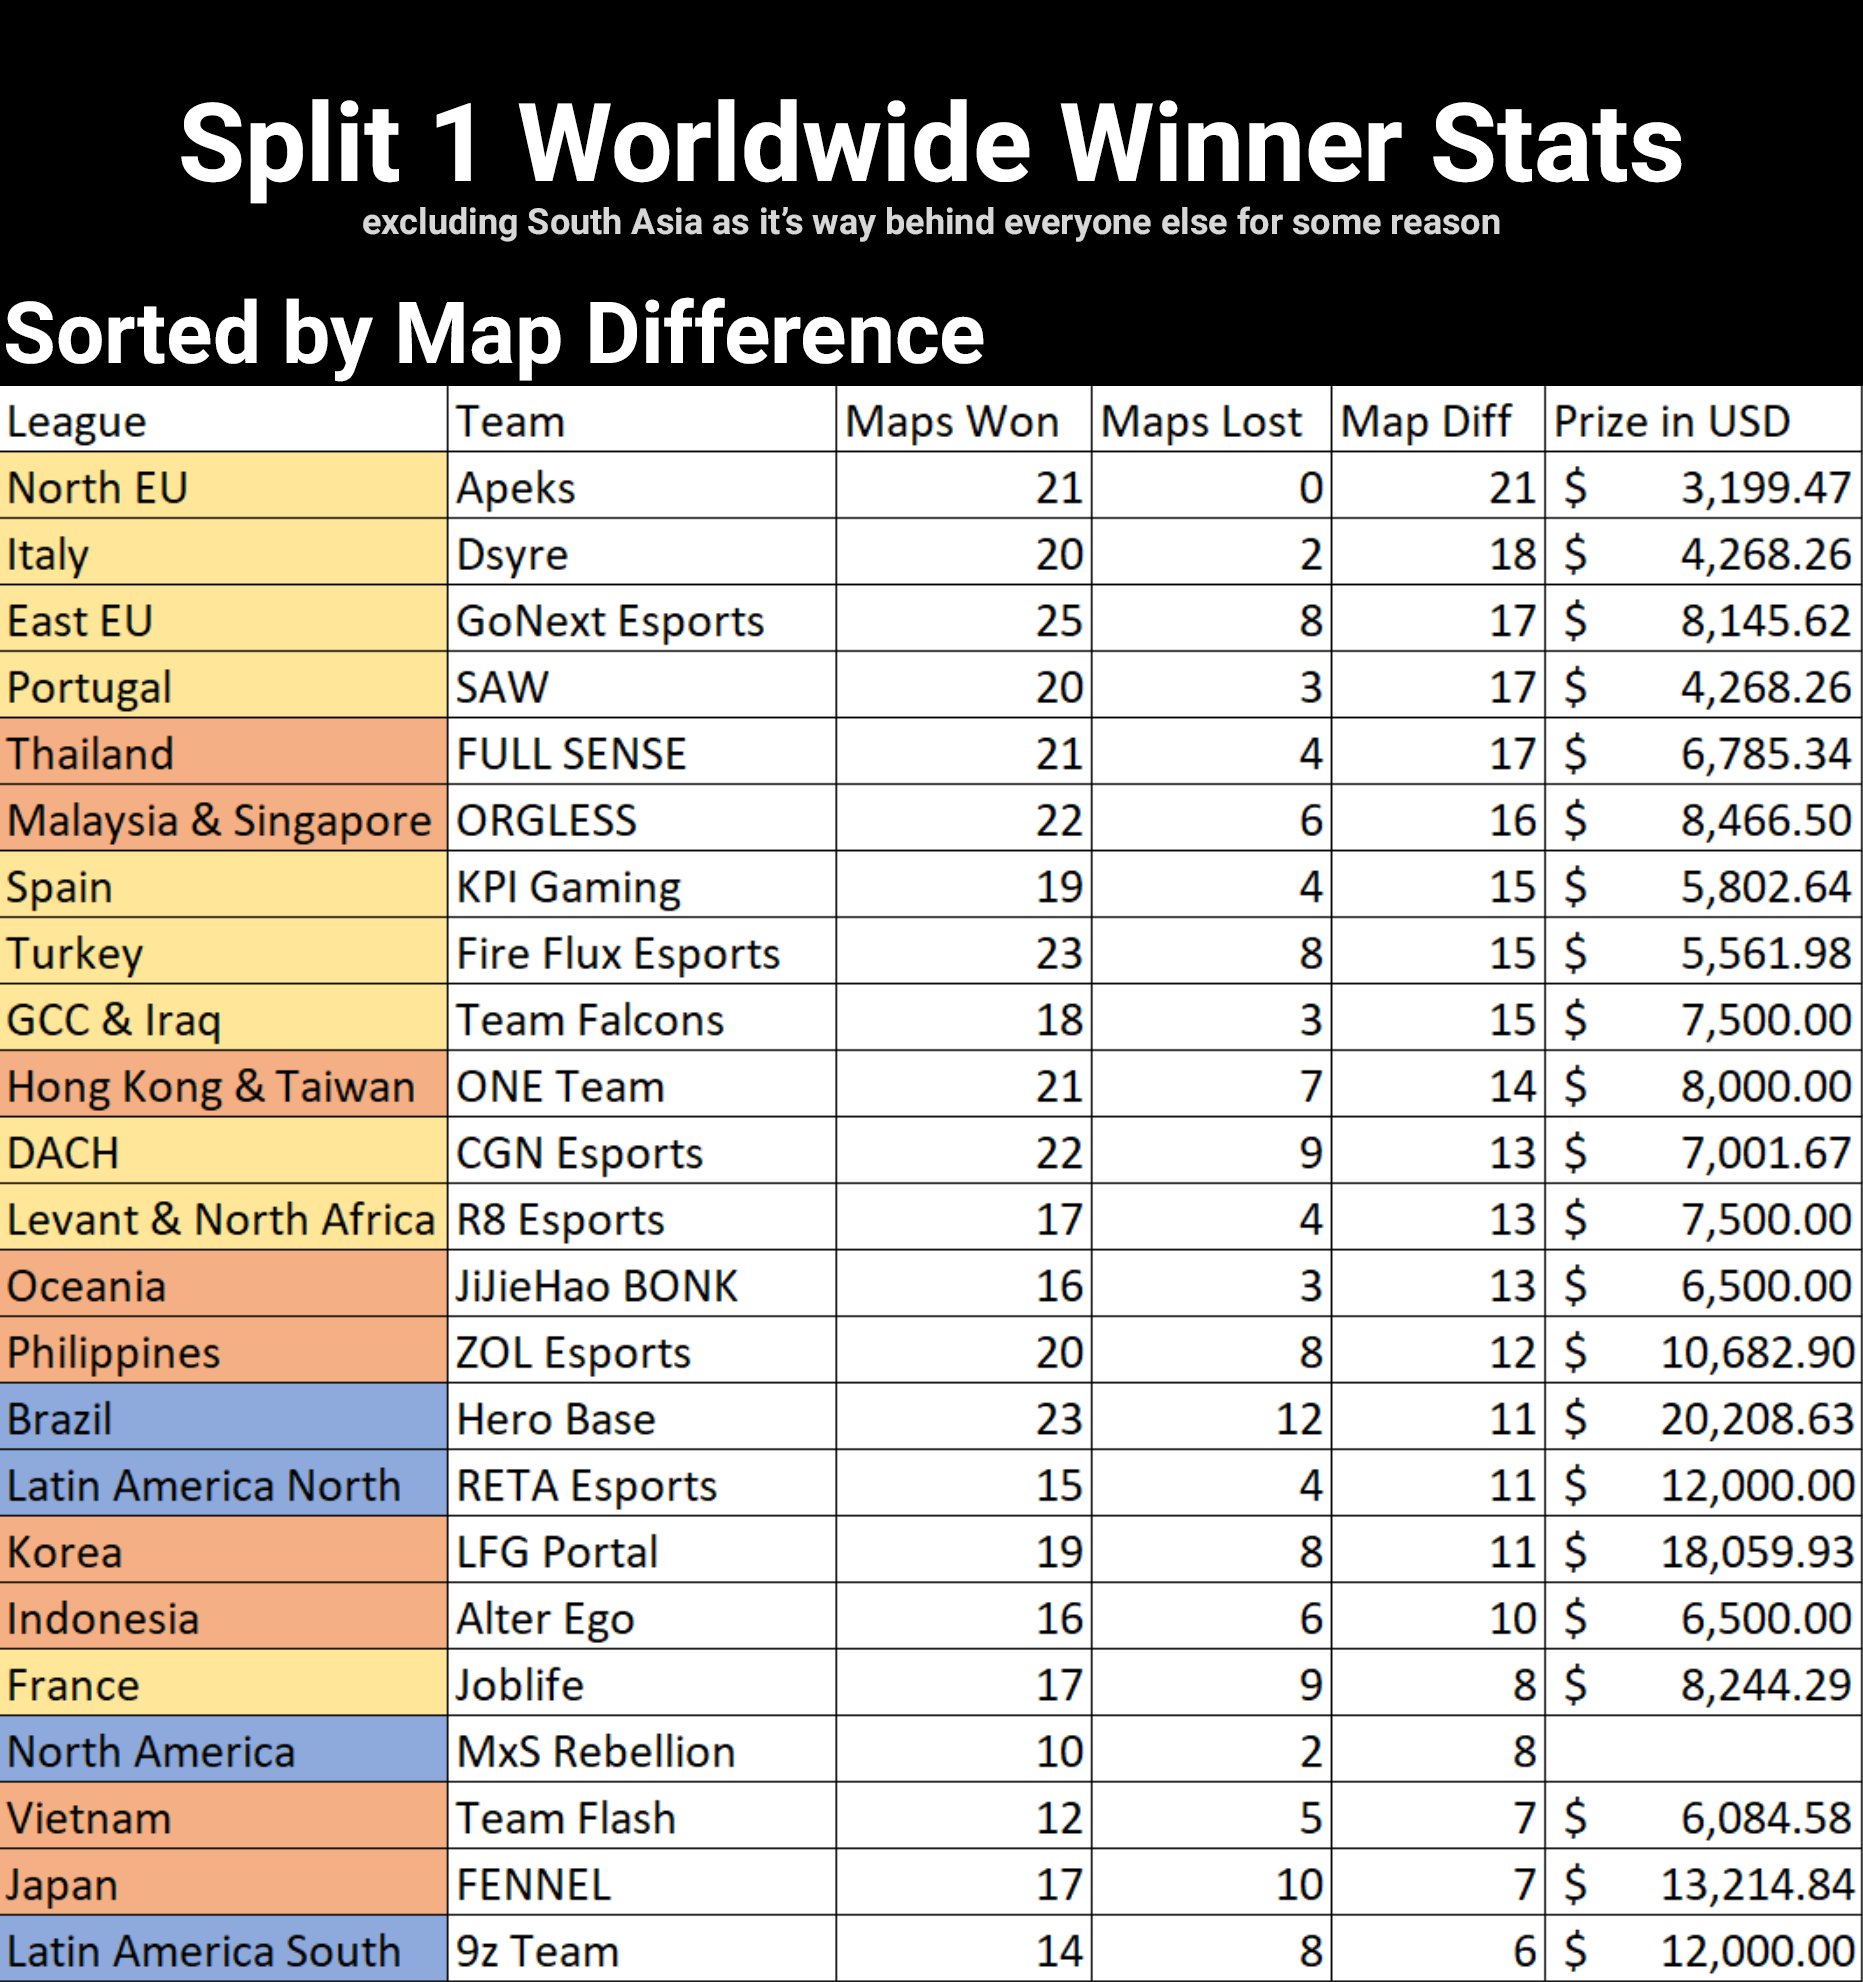 Split 1 Worldwide Winner Stats
excluding South Asia as it’s way behind everyone else for some reason
Sorted by Map Difference
League Team Maps Won Maps Lost Map Diff Prize in USD
North EU Apeks 21 0 21 $ 3,199.47
Italy Dsyre 20 2 18 $ 4,268.26
East EU GoNext Esports 25 8 17 $ 8,145.62
Portugal SAW 20 3 17 $ 4,268.26
Thailand FULL SENSE 21 4 17 $ 6,785.34
Malaysia & Singapore ORGLESS 22 6 16 $ 8,466.50
Spain KPI Gaming 19 4 15 $ 5,802.64
Turkey Fire Flux Esports 23 8 15 $ 5,561.98
GCC & Iraq Team Falcons 18 3 15 $ 7,500.00
Hong Kong & Taiwan ONE Team 21 7 14 $ 8,000.00
DACH CGN Esports 22 9 13 $ 7,001.67
Levant & North Africa R8 Esports 17 4 13 $ 7,500.00
Oceania JiJieHao BONK 16 3 13 $ 6,500.00
Philippines ZOL Esports 20 8 12 $ 10,682.90
Brazil Hero Base 23 12 11 $ 20,208.63
Latin America North RETA Esports 15 4 11 $ 12,000.00
Korea LFG Portal 19 8 11 $ 18,059.93
Indonesia Alter Ego 16 6 10 $ 6,500.00
France Joblife 17 9 8 $ 8,244.29
North America MxS Rebellion 10 2 8
Vietnam Team Flash 12 5 7 $ 6,084.58
Japan FENNEL 17 10 7 $ 13,214.84
Latin America South 9z Team 14 8 6 $ 12,000.00